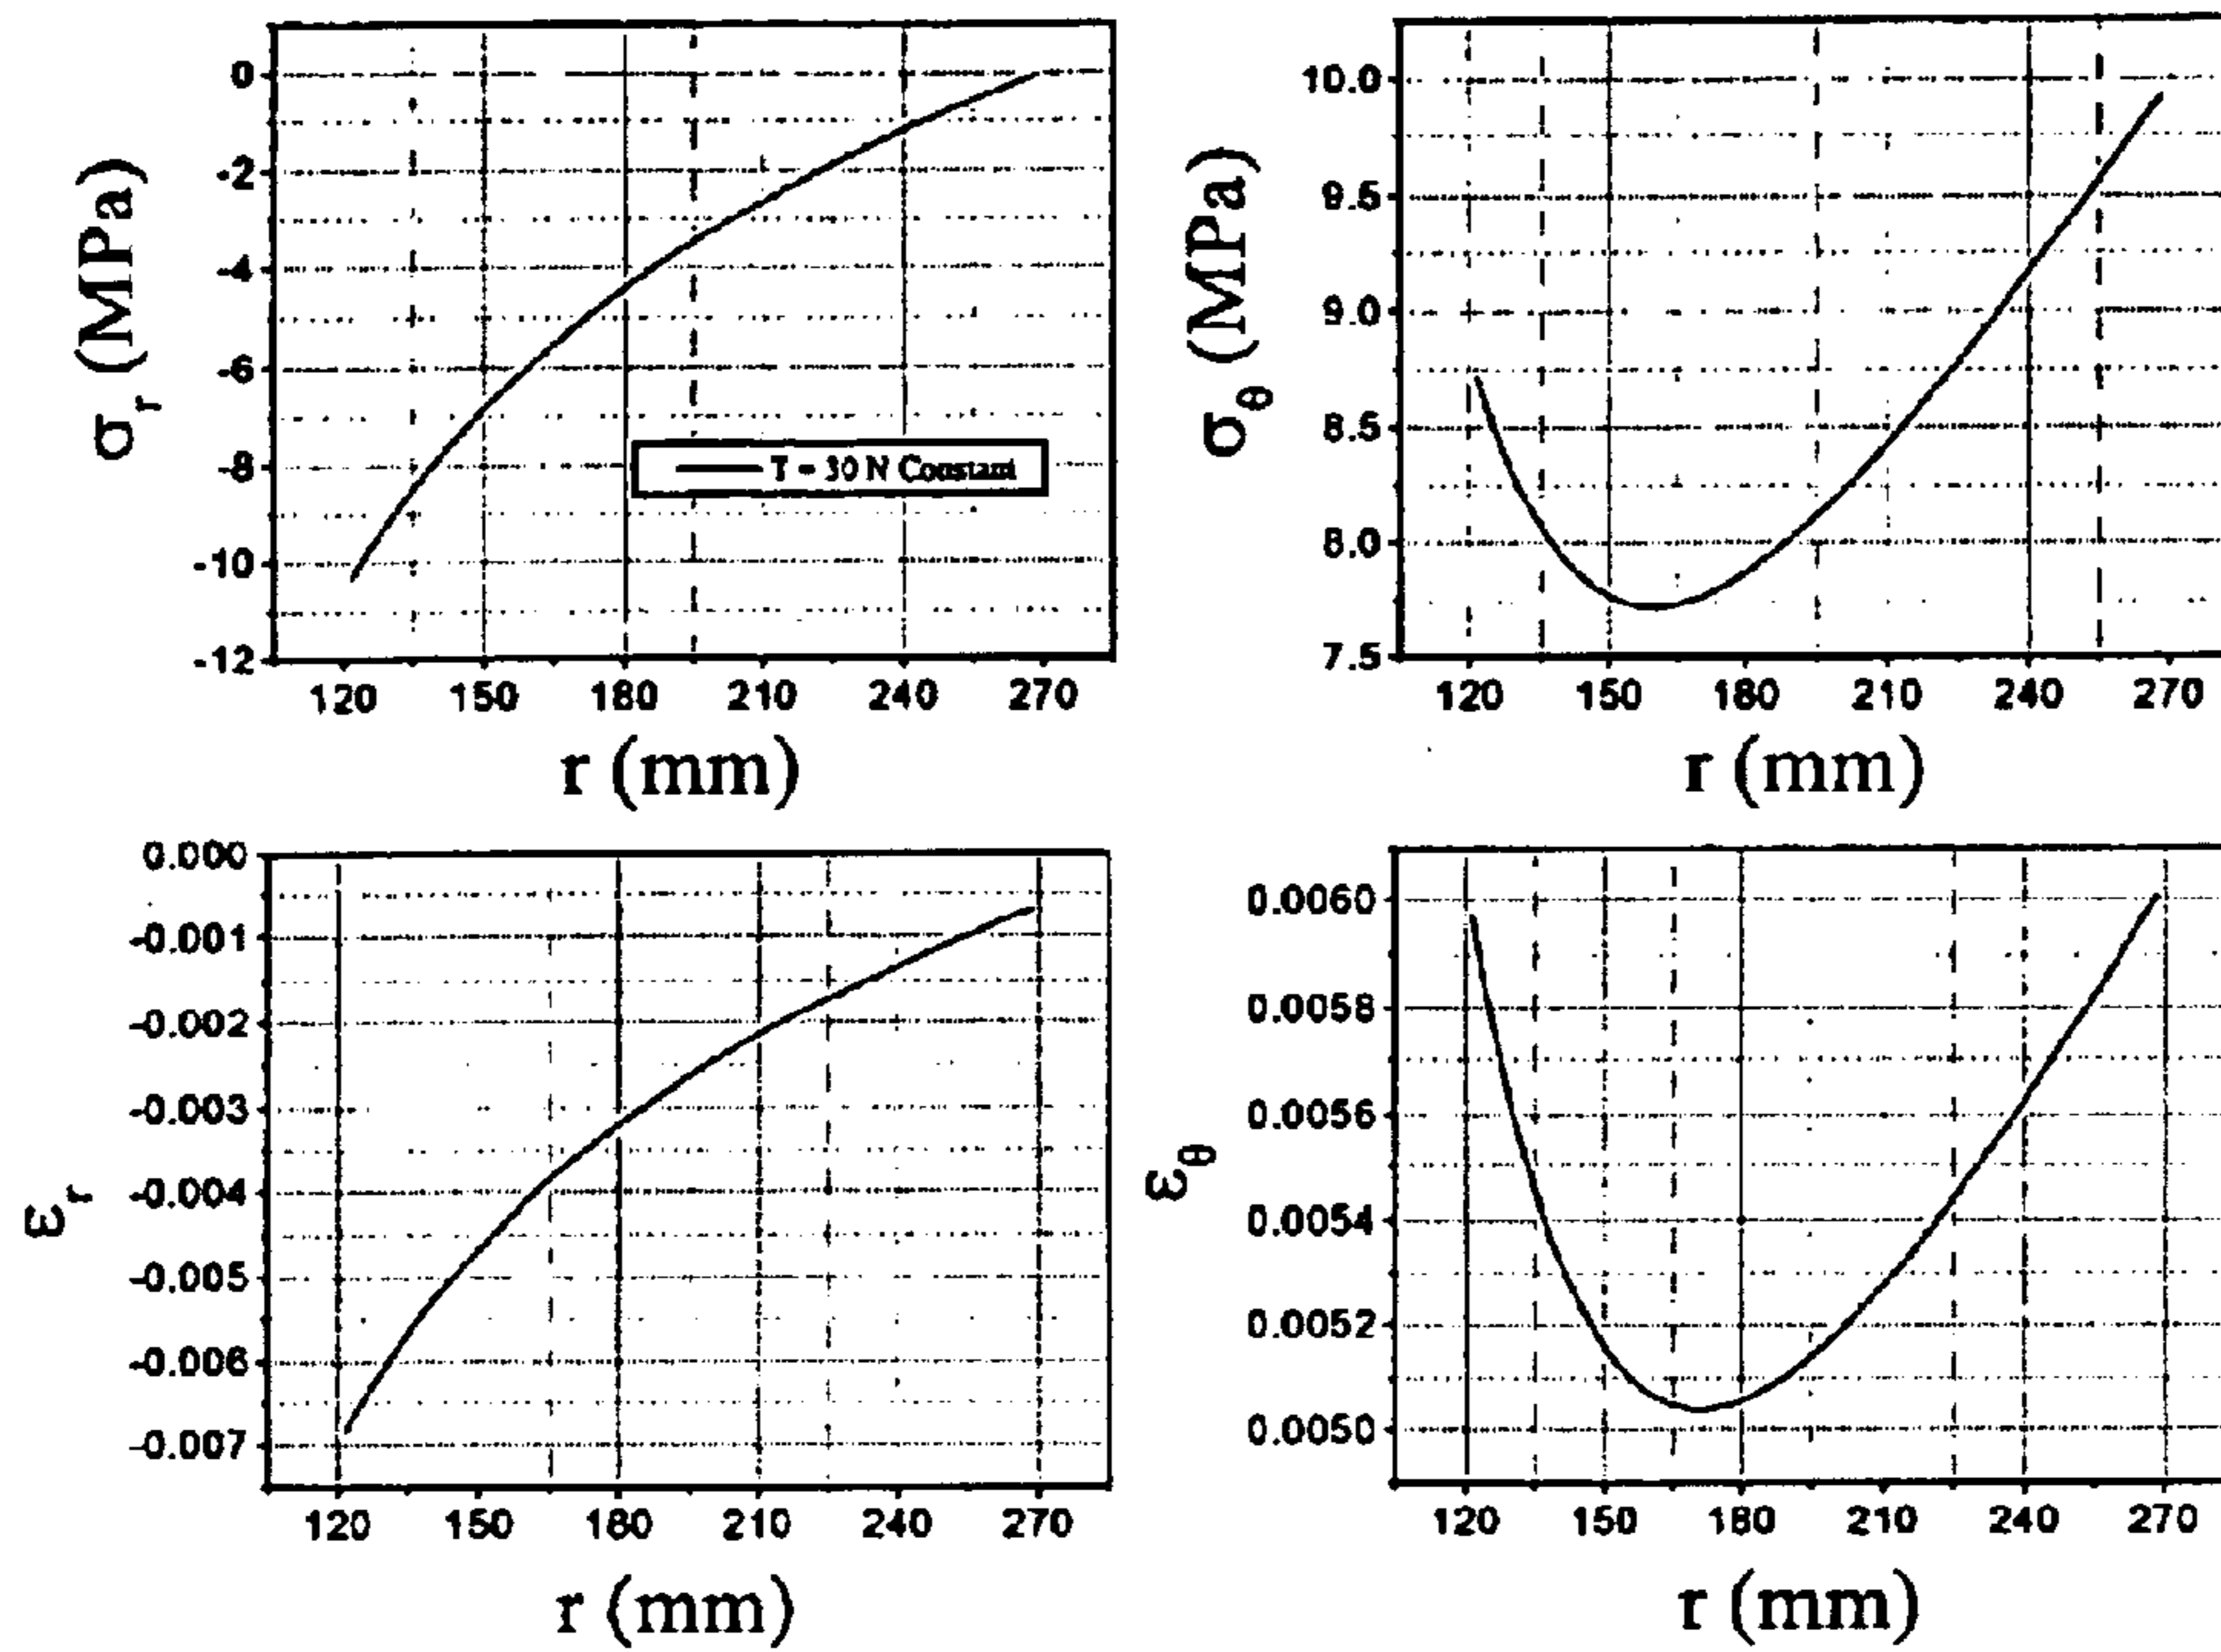 σr (MPa)
0
-2
-4
-6
-8
-10
-12
T = 30 N Constant
120 150 180 210 240 270
r (mm)
σθ (MPa)
10.0
9.5
9.0
8.5
8.0
7.5
120 150 180 210 240 270
r (mm)
εr
0.000
-0.001
-0.002
-0.003
-0.004
-0.005
-0.006
-0.007
120 150 180 210 240 270
r (mm)
εθ
0.0060
0.0058
0.0056
0.0054
0.0052
0.0050
120 150 180 210 240 270
r (mm)